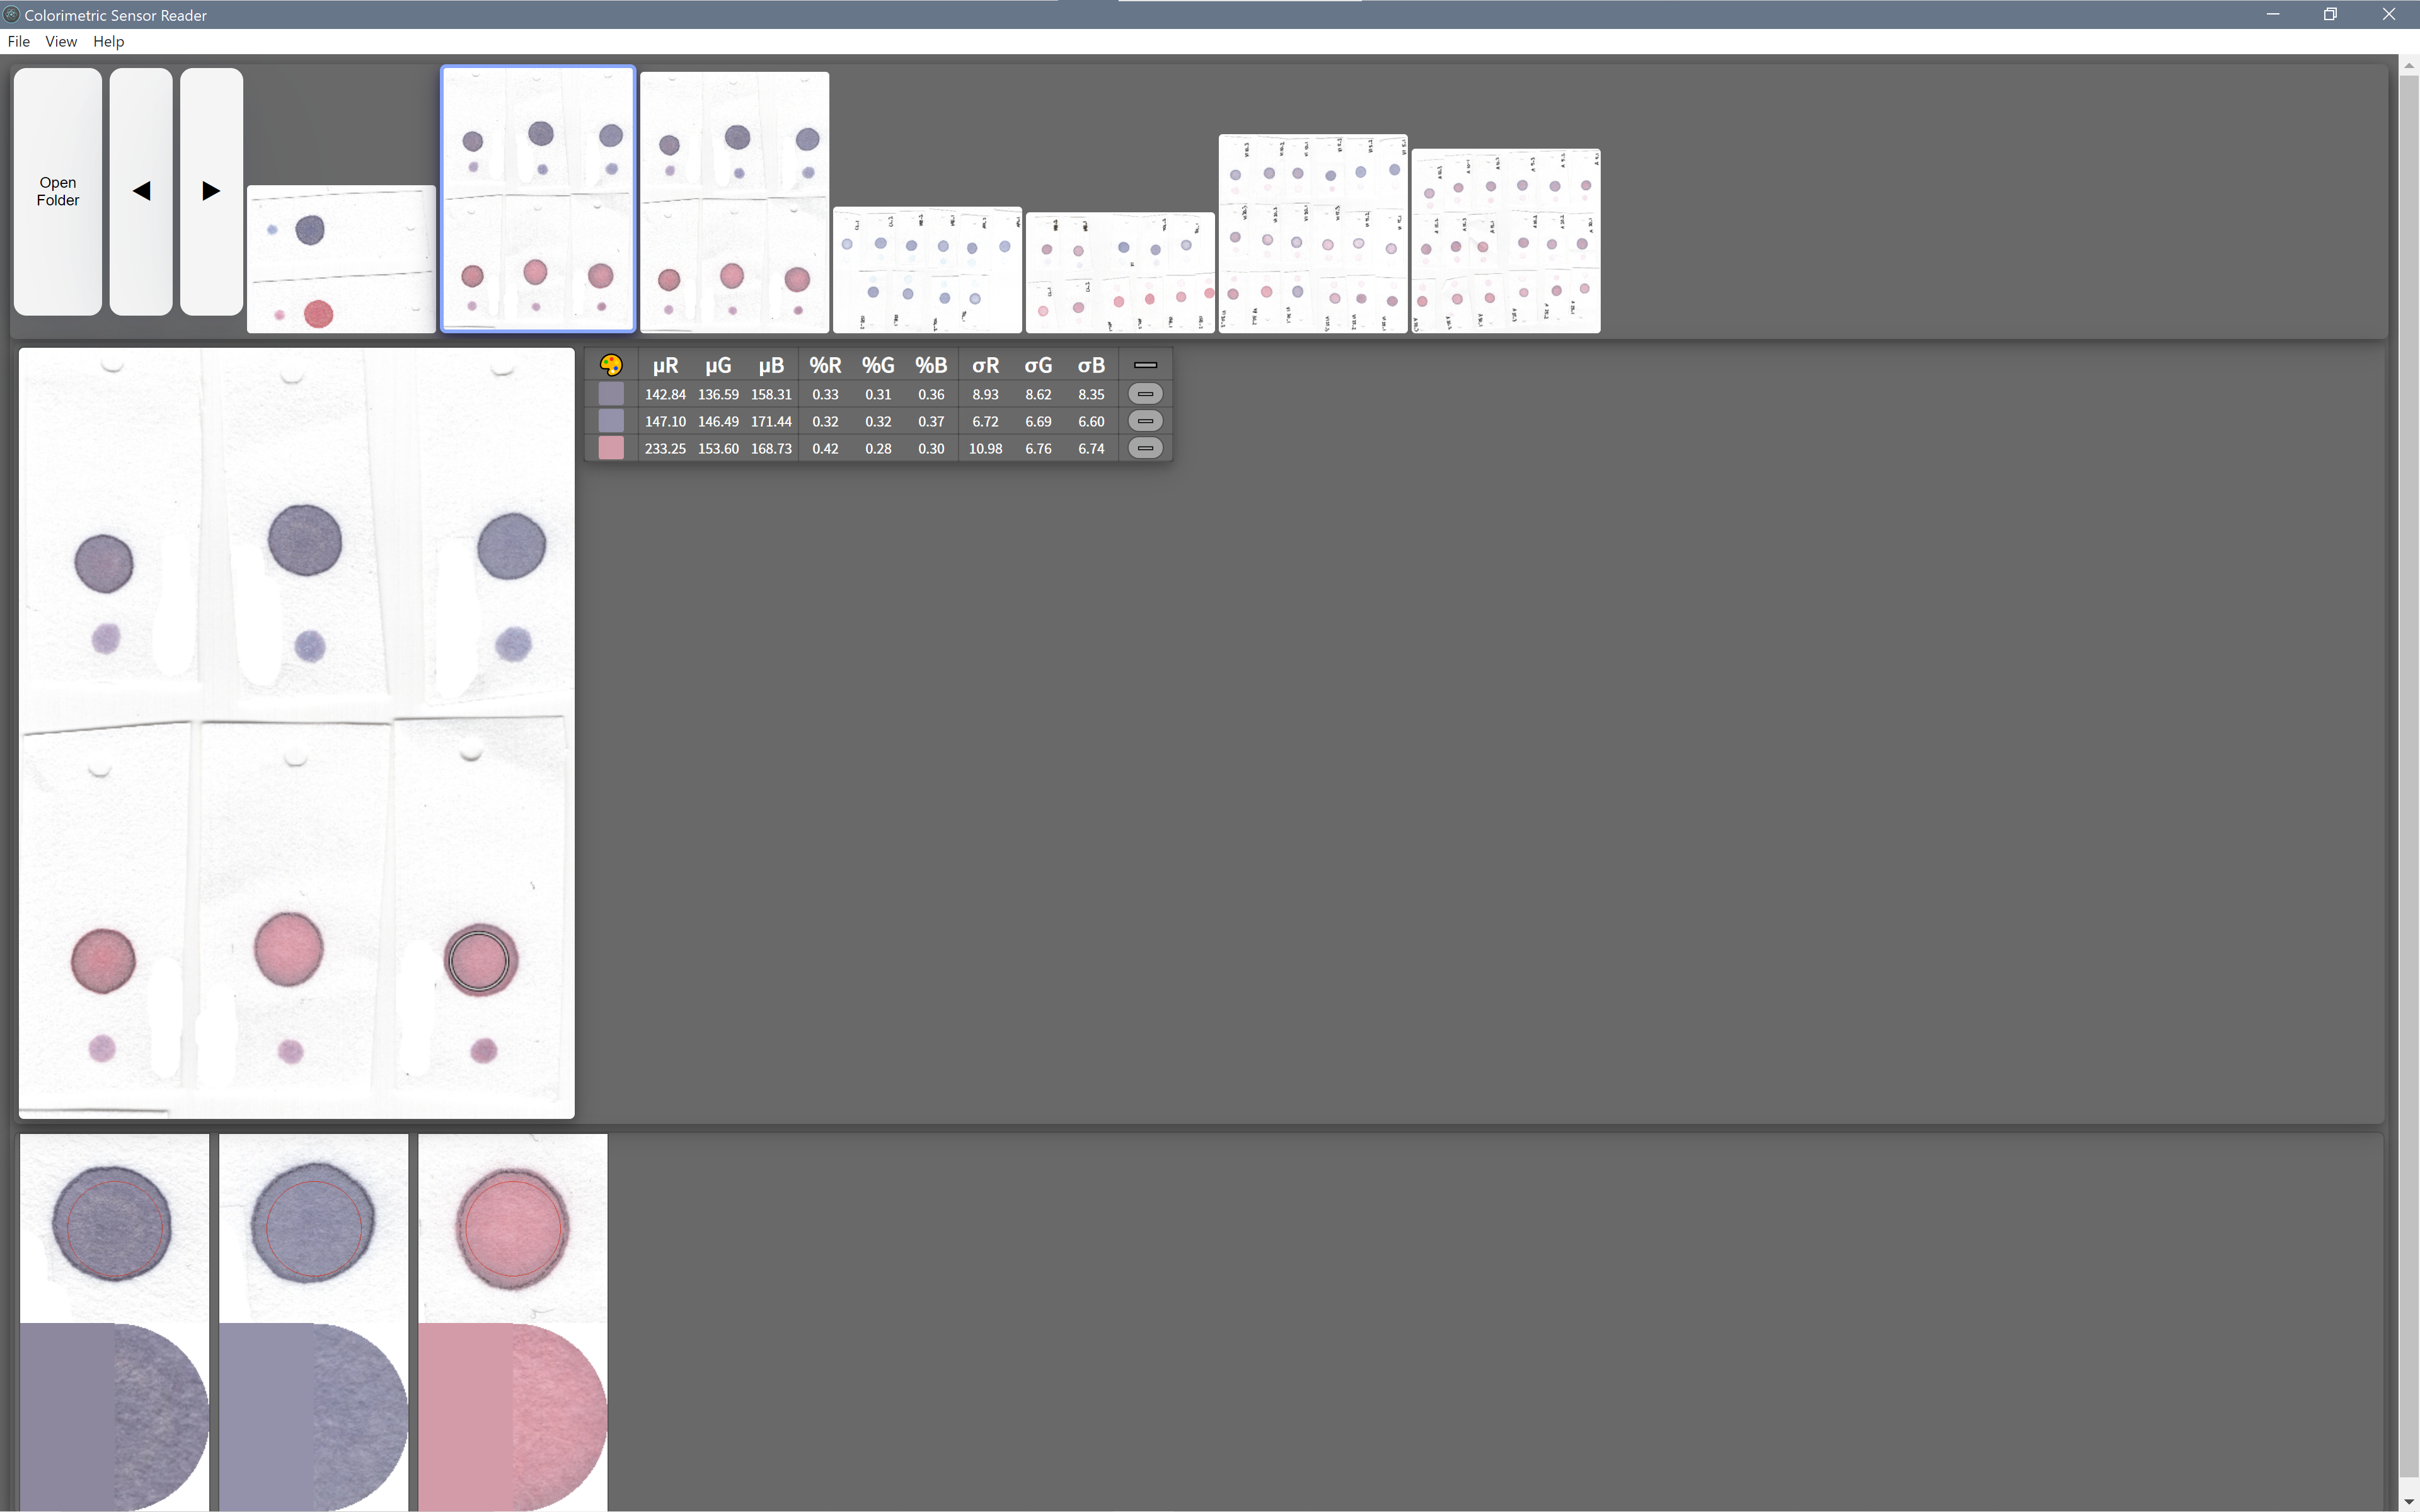 Colorimetric Sensor Reader
File View Help
Open
Folder
µR µG µB %R %G %B σR σG σB
142.84 136.59 158.31 0.33 0.31 0.36 8.93 8.62 8.35
147.10 146.49 171.44 0.32 0.32 0.37 6.72 6.69 6.60
233.25 153.60 168.73 0.42 0.28 0.30 10.98 6.76 6.74